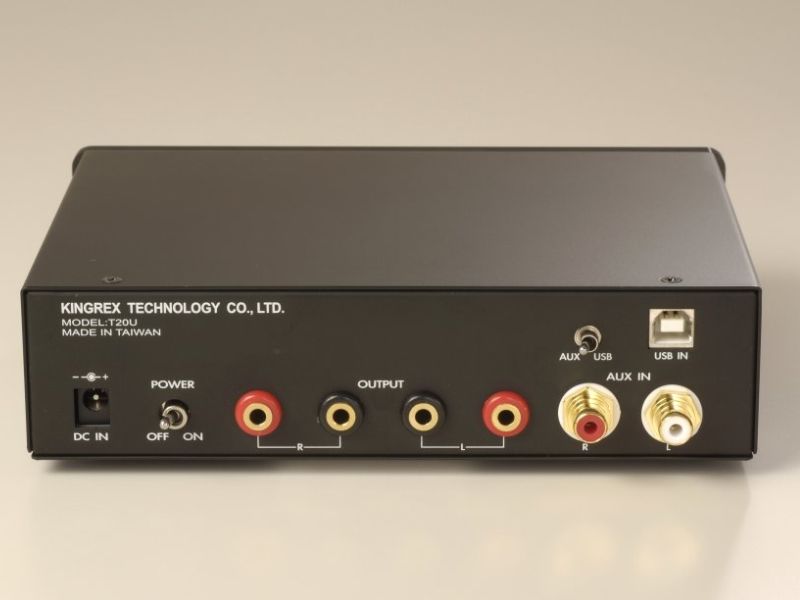 KINGREX TECHNOLOGY CO., LTD.
MODEL:T20U
MADE IN TAIWAN
AUX USB
USB IN
AUX IN
- +
POWER
OUTPUT
DC IN
OFF ON
R
L
R
L